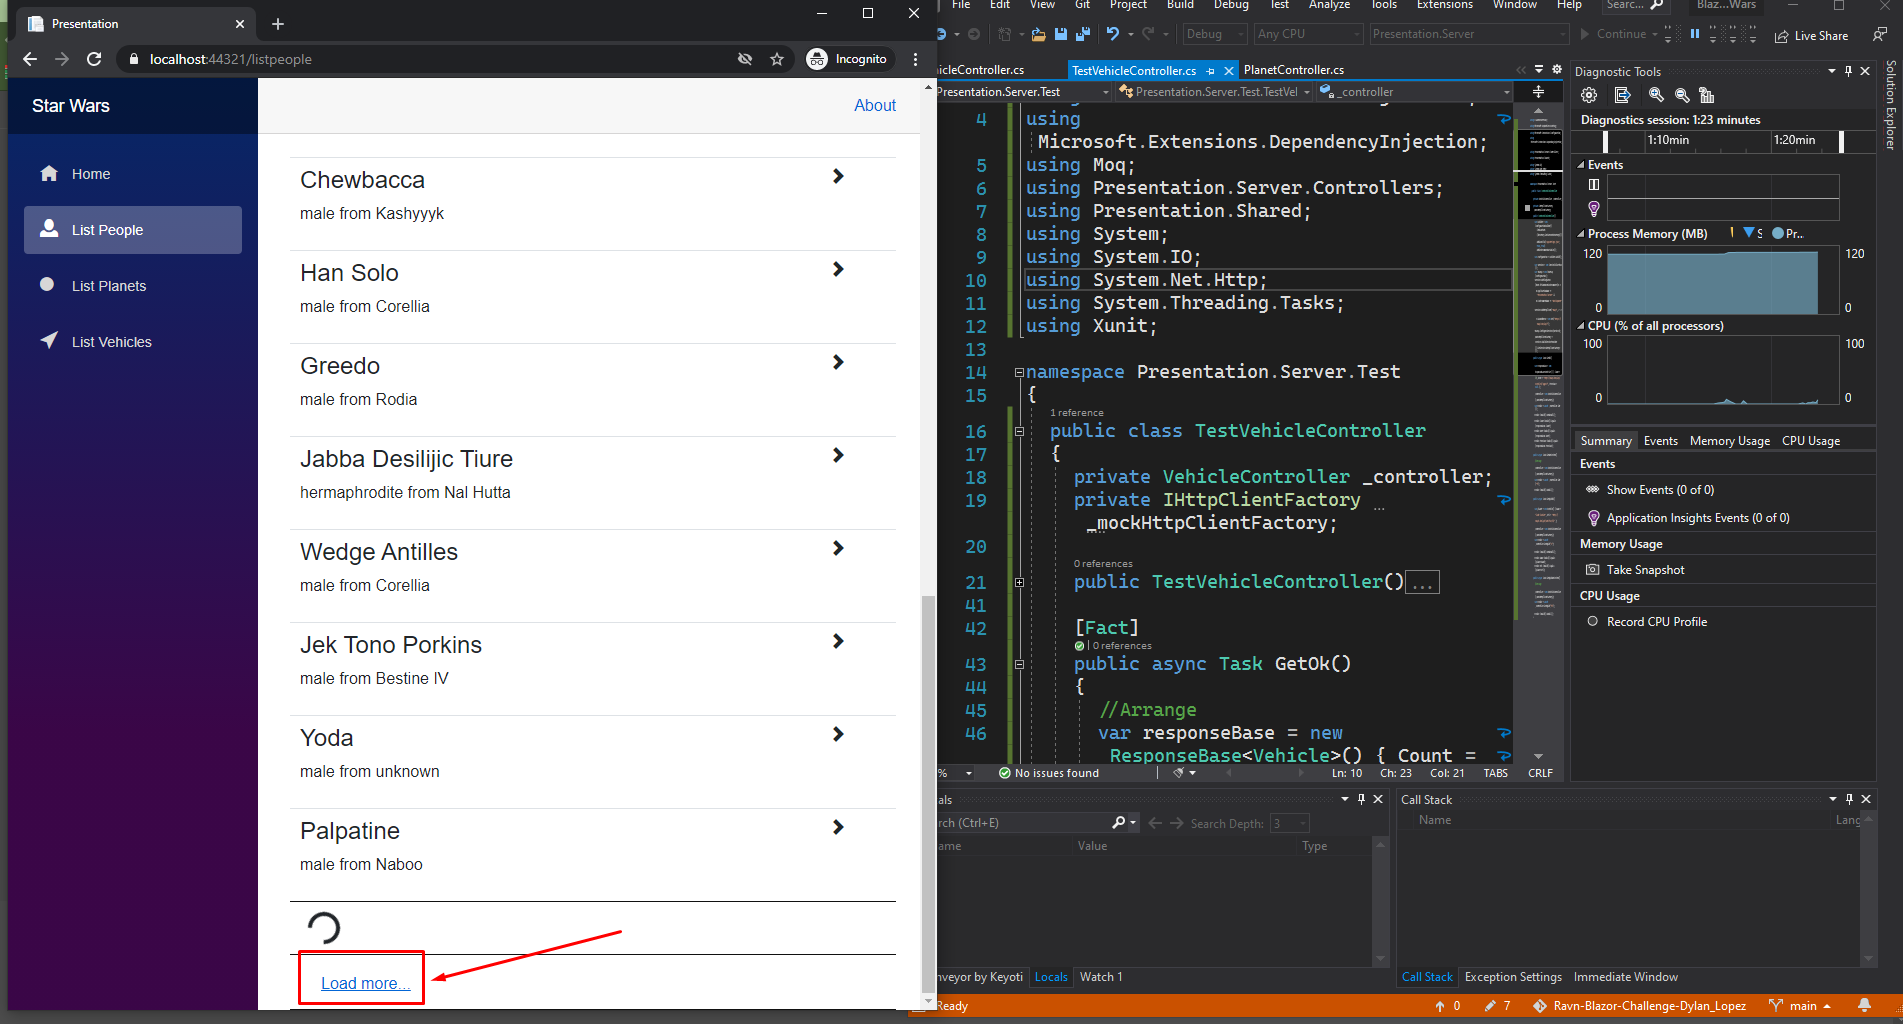 Presentation
localhost:44321/listpeople
Incognito
Star Wars
About
Home
List People
List Planets
List Vehicles
Chewbacca
male from Kashyyyk
Han Solo
male from Corellia
Greedo
male from Rodia
Jabba Desilijic Tiure
hermaphrodite from Nal Hutta
Wedge Antilles
male from Corellia
Jek Tono Porkins
male from Bestine IV
Yoda
male from unknown
Palpatine
male from Naboo
Load more...
File Edit View Git Project Build Debug Test Analyze Tools Extensions Window Help Searc... Blaz...Wars
Debug Any CPU Presentation.Server Continue Live Share
hicleController.cs TestVehicleController.cs PlanetController.cs
Presentation.Server.Test Presentation.Server.Test.TestVel _controller
4 using
Microsoft.Extensions.DependencyInjection;
5 using Moq;
6 using Presentation.Server.Controllers;
7 using Presentation.Shared;
8 using System;
9 using System.IO;
10 using System.Net.Http;
11 using System.Threading.Tasks;
12 using Xunit;
13
14 namespace Presentation.Server.Test
15 {
1 reference
16 public class TestVehicleController
17 {
18 private VehicleController _controller;
19 private IHttpClientFactory
_mockHttpClientFactory;
20
0 references
21 public TestVehicleController()...
41
42 [Fact]
| 0 references
43 public async Task GetOk()
44 {
45 //Arrange
46 var responseBase = new
ResponseBase<Vehicle>() { Count =
% No issues found Ln: 10 Ch: 23 Col: 21 TABS CRLF
Diagnostic Tools
Diagnostics session: 1:23 minutes
1:10min 1:20min
Events
Process Memory (MB) S Pr...
120 120
0 0
CPU (% of all processors)
100 100
0 0
Summary Events Memory Usage CPU Usage
Events
Show Events (0 of 0)
Application Insights Events (0 of 0)
Memory Usage
Take Snapshot
CPU Usage
Record CPU Profile
Solution Explorer
als
rch (Ctrl+E) Search Depth: 3
ame Value Type
nveyor by Keyoti Locals Watch 1
Call Stack
Name Lang
Call Stack Exception Settings Immediate Window
Ready 0 7 Ravn-Blazor-Challenge-Dylan_Lopez main